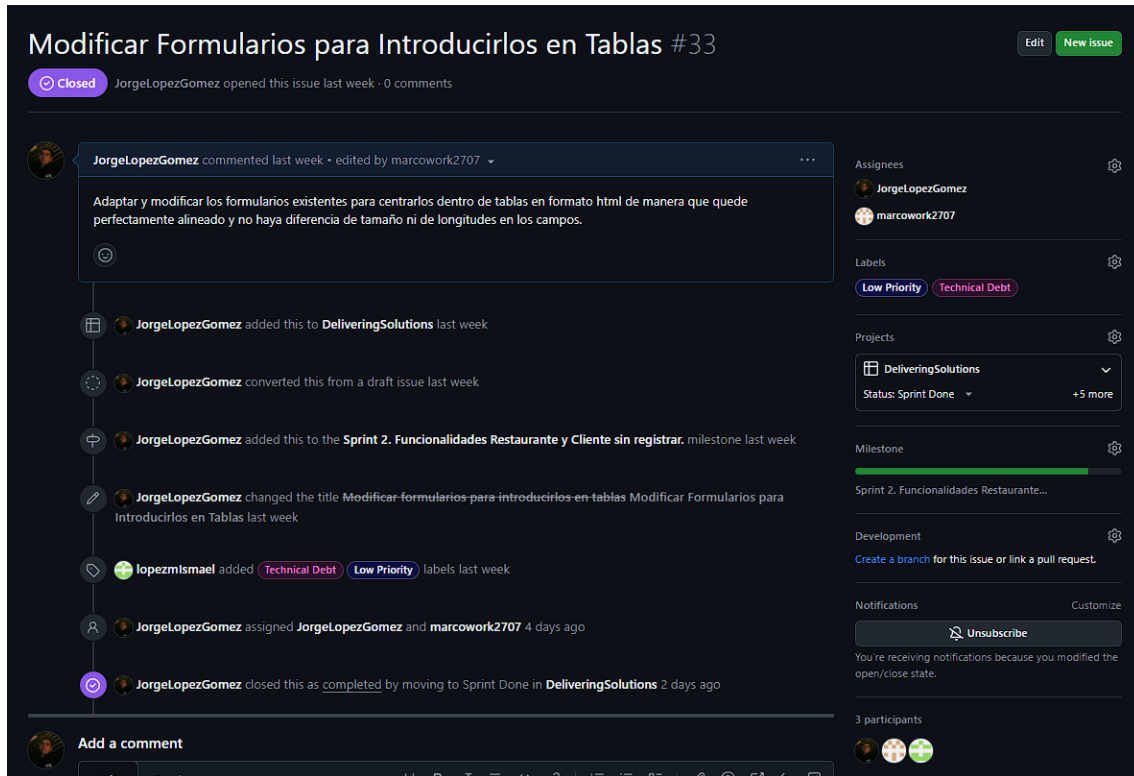 Modificar Formularios para Introducirlos en Tablas #33
Edit
New issue
Closed
JorgeLopezGomez opened this issue last week · 0 comments
JorgeLopezGomez commented last week • edited by marcowork2707
Adaptar y modificar los formularios existentes para centrarlos dentro de tablas en formato html de manera que quede
perfectamente alineado y no haya diferencia de tamaño ni de longitudes en los campos.
JorgeLopezGomez added this to DeliveringSolutions last week
JorgeLopezGomez converted this from a draft issue last week
JorgeLopezGomez added this to the Sprint 2. Funcionalidades Restaurante y Cliente sin registrar. milestone last week
JorgeLopezGomez changed the title Modificar formularios para introducirlos en tablas Modificar Formularios para
Introducirlos en Tablas last week
lopezmIsmael added Technical Debt Low Priority labels last week
JorgeLopezGomez assigned JorgeLopezGomez and marcowork2707 4 days ago
JorgeLopezGomez closed this as completed by moving to Sprint Done in DeliveringSolutions 2 days ago
Add a comment
Assignees
JorgeLopezGomez
marcowork2707
Labels
Low Priority Technical Debt
Projects
DeliveringSolutions
Status: Sprint Done +5 more
Milestone
Sprint 2. Funcionalidades Restaurante...
Development
Create a branch for this issue or link a pull request.
Notifications Customize
Unsubscribe
You're receiving notifications because you modified the
open/close state.
3 participants